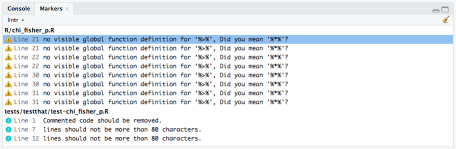 Console Markers
lintr
R/chi_fisher_p.R
Line 21 no visible global function definition for '%>%', Did you mean '%*%'?
Line 21 no visible global function definition for '%>%', Did you mean '%*%'?
Line 22 no visible global function definition for '%>%', Did you mean '%*%'?
Line 22 no visible global function definition for '%>%', Did you mean '%*%'?
Line 30 no visible global function definition for '%>%', Did you mean '%*%'?
Line 30 no visible global function definition for '%>%', Did you mean '%*%'?
Line 31 no visible global function definition for '%>%', Did you mean '%*%'?
Line 31 no visible global function definition for '%>%', Did you mean '%*%'?
tests/testthat/test-chi_fisher_p.R
Line 1 Commented code should be removed.
Line 7 lines should not be more than 80 characters.
Line 12 lines should not be more than 80 characters.